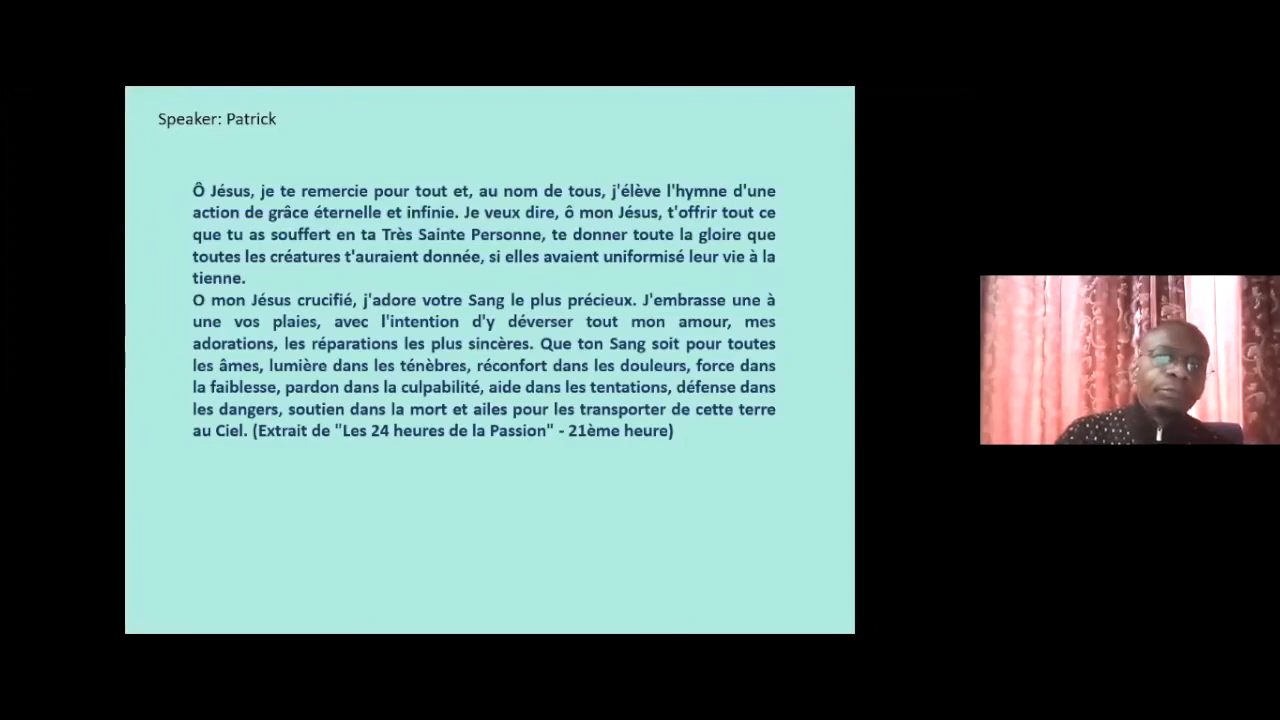 Speaker: Patrick
Ô Jésus, je te remercie pour tout et, au nom de tous, j'élève l'hymne d'une
action de grâce éternelle et infinie. Je veux dire, ô mon Jésus, t'offrir tout ce
que tu as souffert en ta Très Sainte Personne, te donner toute la gloire que
toutes les créatures t'auraient donnée, si elles avaient uniformisé leur vie à la
tienne.
O mon Jésus crucifié, j'adore votre Sang le plus précieux. J'embrasse une à
une vos plaies, avec l'intention d'y déverser tout mon amour, mes
adorations, les réparations les plus sincères. Que ton Sang soit pour toutes
les âmes, lumière dans les ténèbres, réconfort dans les douleurs, force dans
la faiblesse, pardon dans la culpabilité, aide dans les tentations, défense dans
les dangers, soutien dans la mort et ailes pour les transporter de cette terre
au Ciel. (Extrait de "Les 24 heures de la Passion" - 21ème heure)